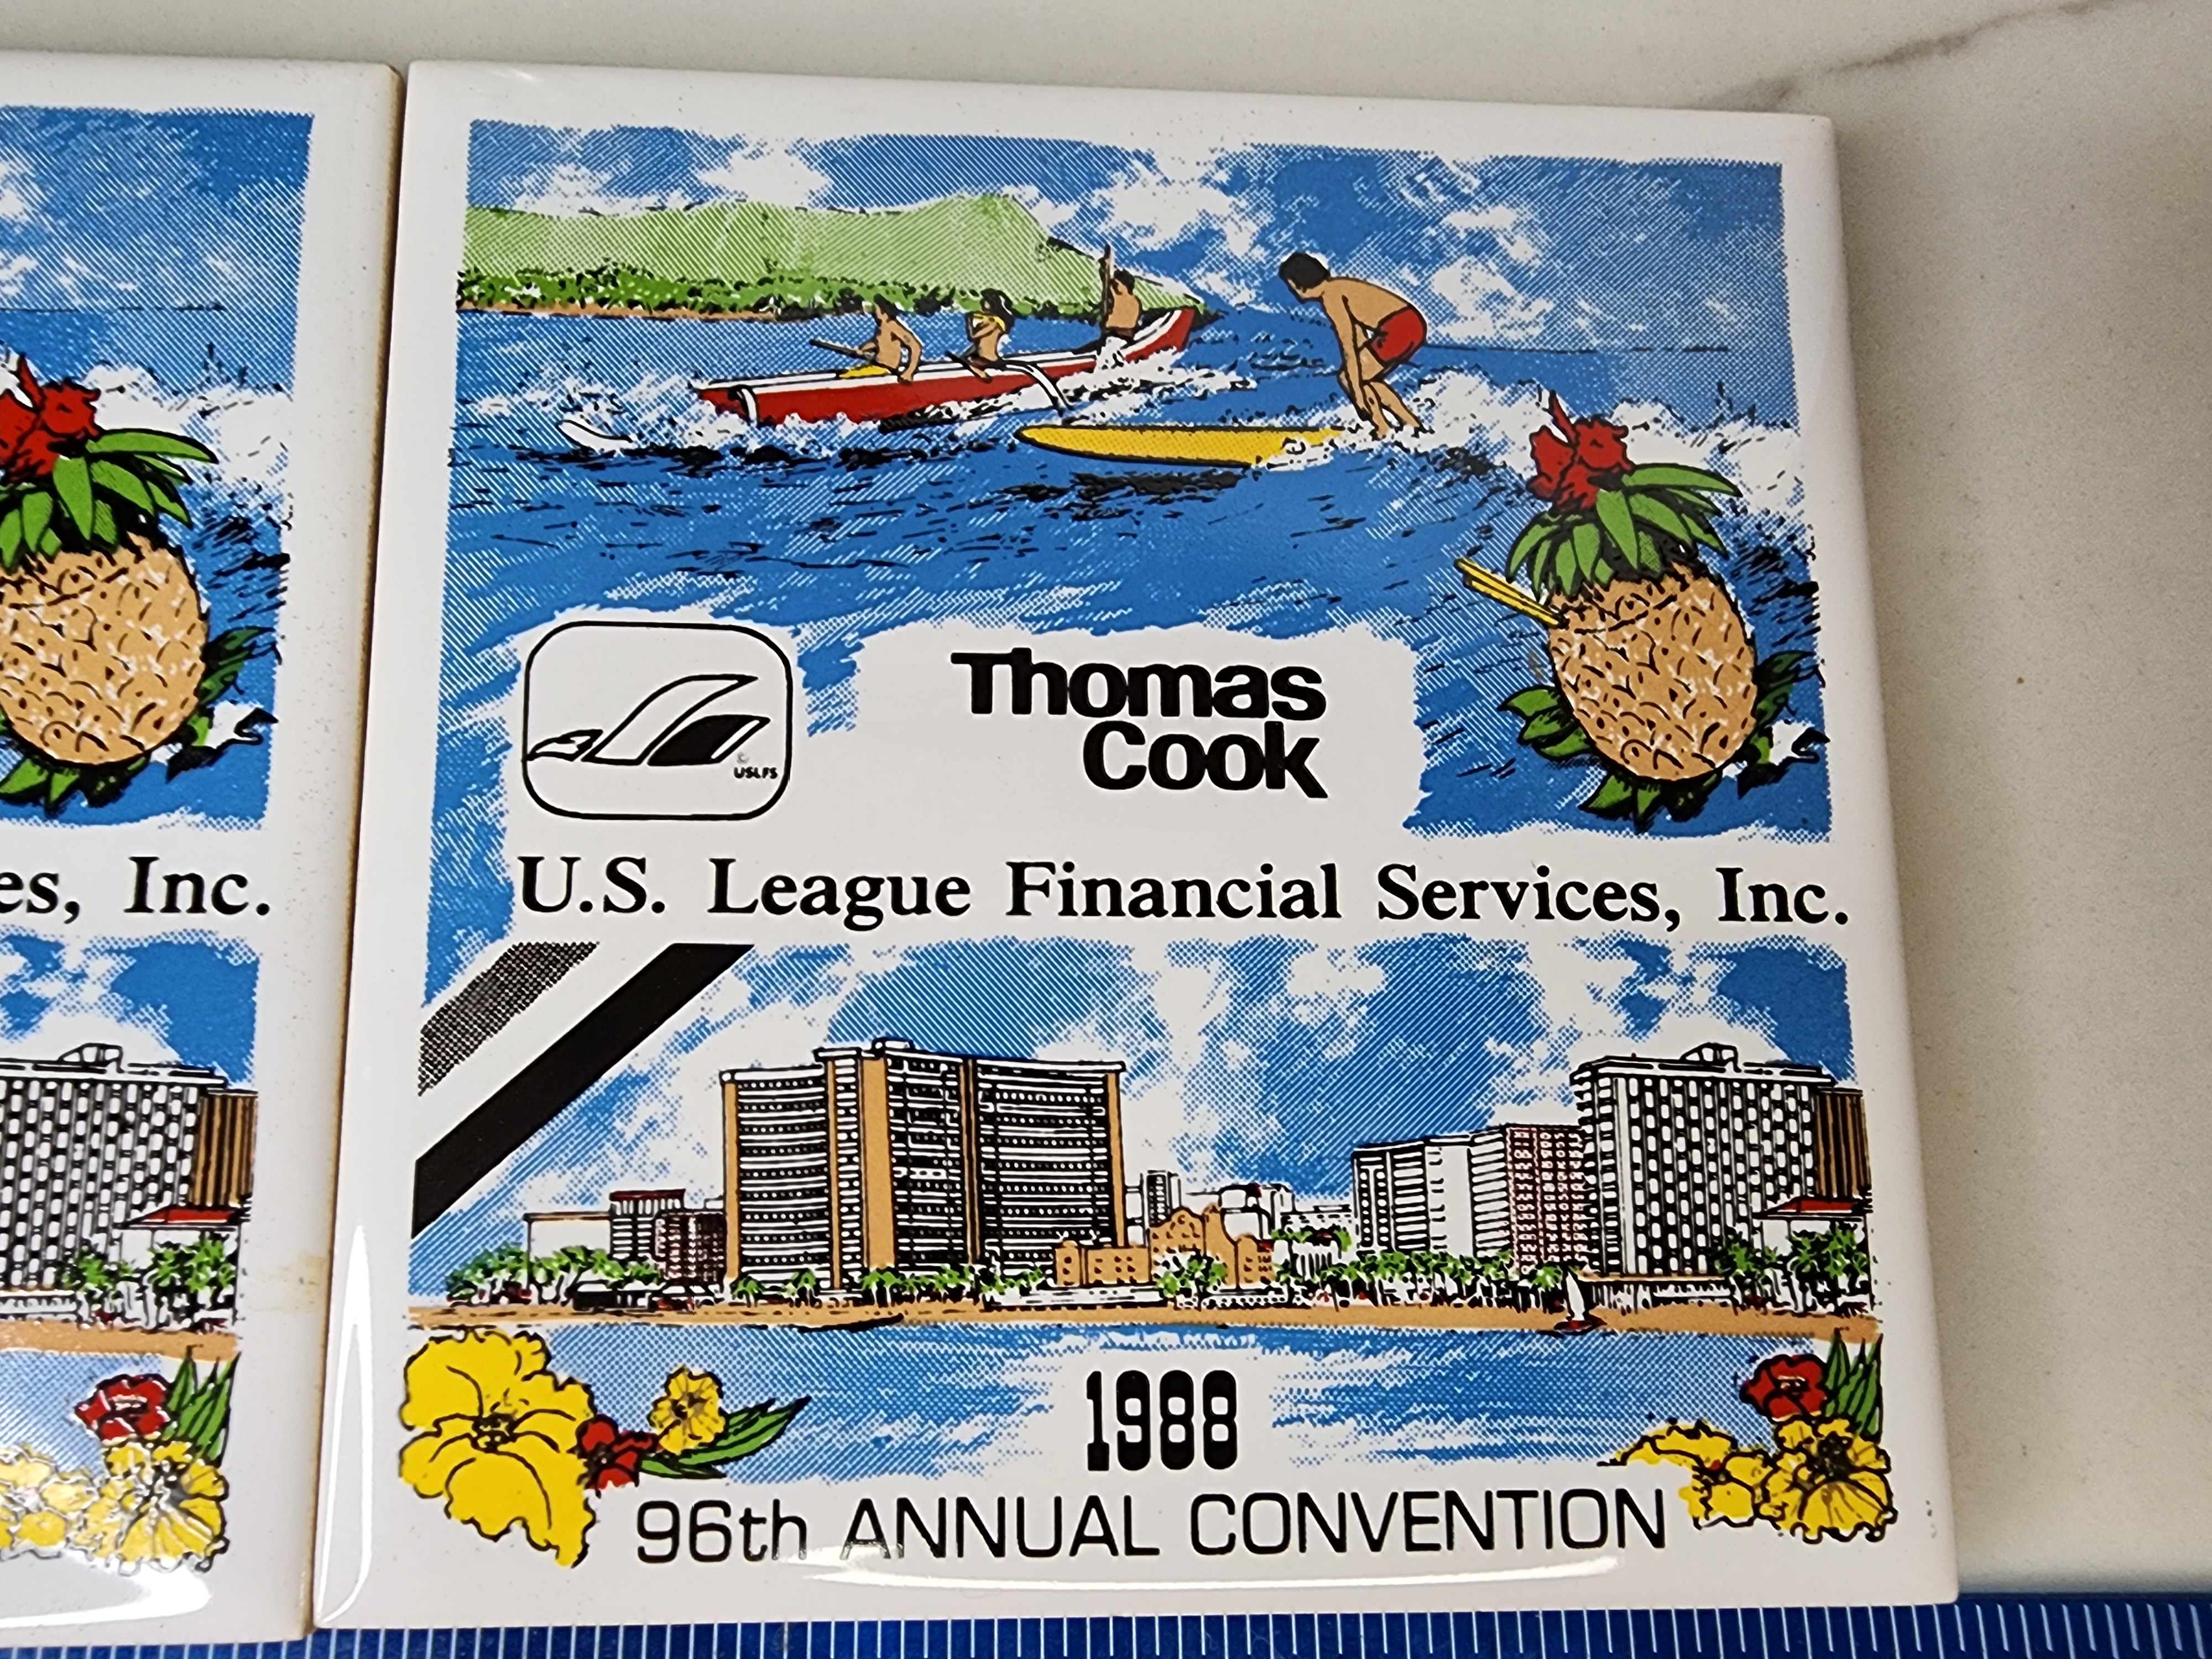 Thomas
Cook
© USLFS
es, Inc.
U.S. League Financial Services, Inc.
1988
96th ANNUAL CONVENTION